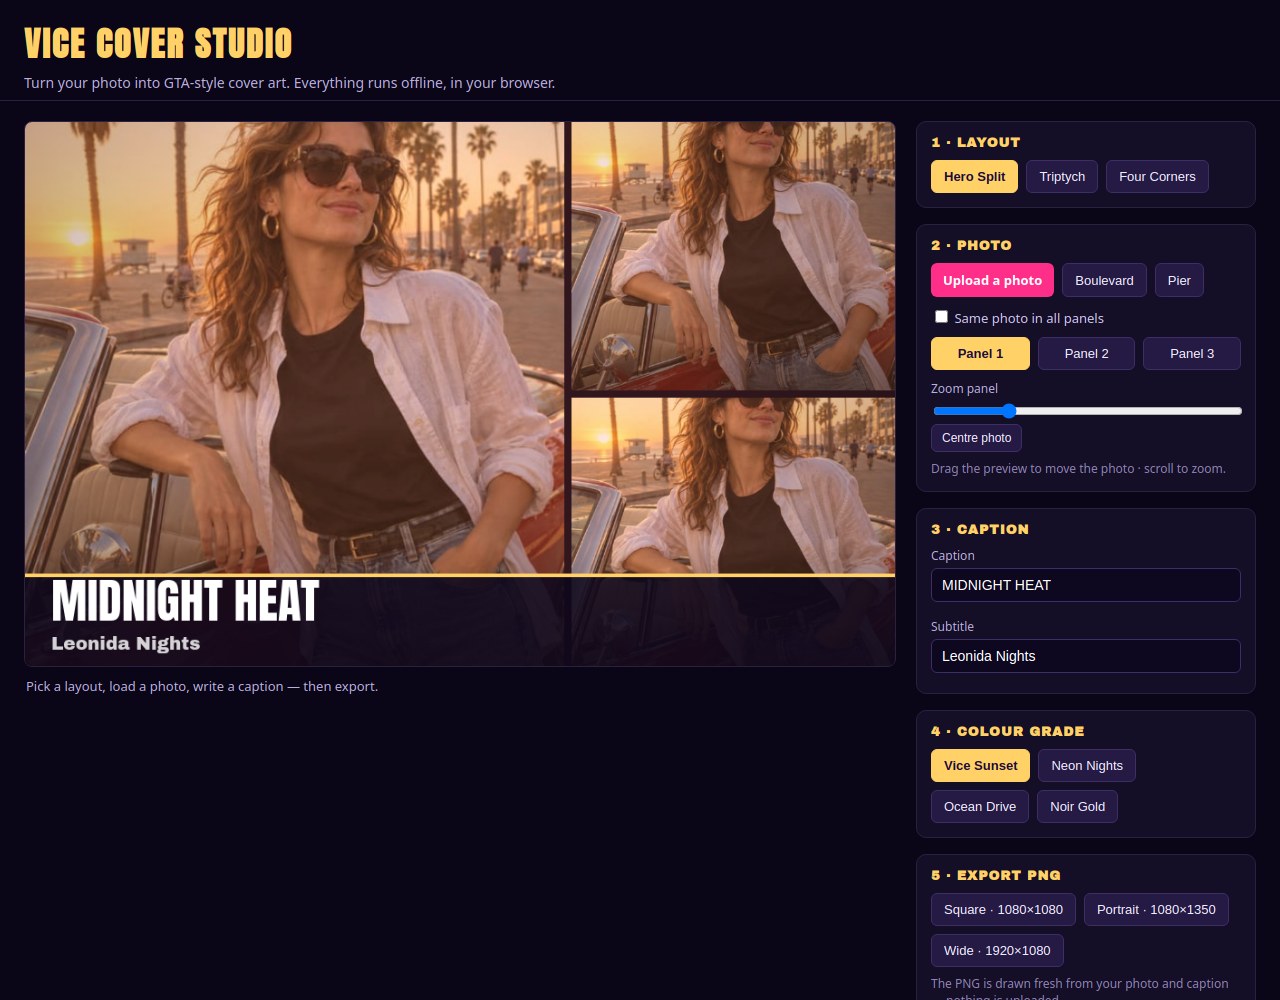 VICE COVER STUDIO
Turn your photo into GTA-style cover art. Everything runs offline, in your browser.
MIDNIGHT HEAT
Leonida Nights
Pick a layout, load a photo, write a caption — then export.
1 · LAYOUT
Hero Split Triptych Four Corners
2 · PHOTO
Upload a photo Boulevard Pier
Same photo in all panels
Panel 1 Panel 2 Panel 3
Zoom panel
Centre photo
Drag the preview to move the photo · scroll to zoom.
3 · CAPTION
Caption
MIDNIGHT HEAT
Subtitle
Leonida Nights
4 · COLOUR GRADE
Vice Sunset Neon Nights
Ocean Drive Noir Gold
5 · EXPORT PNG
Square · 1080×1080 Portrait · 1080×1350
Wide · 1920×1080
The PNG is drawn fresh from your photo and caption